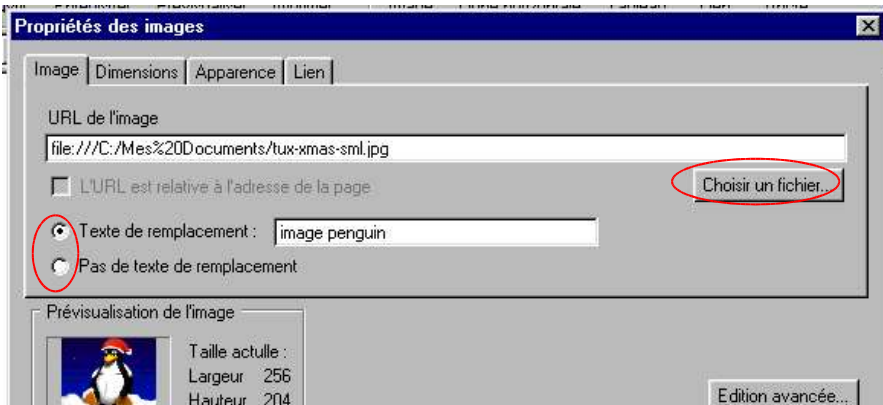 Propriétés des images
Image Dimensions Apparence Lien
URL de l'image
file:///C:/Mes%20Documents/tux-xmas-sml.jpg
L'URL est relative à l'adresse de la page
Choisir un fichier...
Texte de remplacement : image penguin
Pas de texte de remplacement
Prévisualisation de l'image
Taille actulle :
Largeur 256
Hauteur 204
Edition avancée...